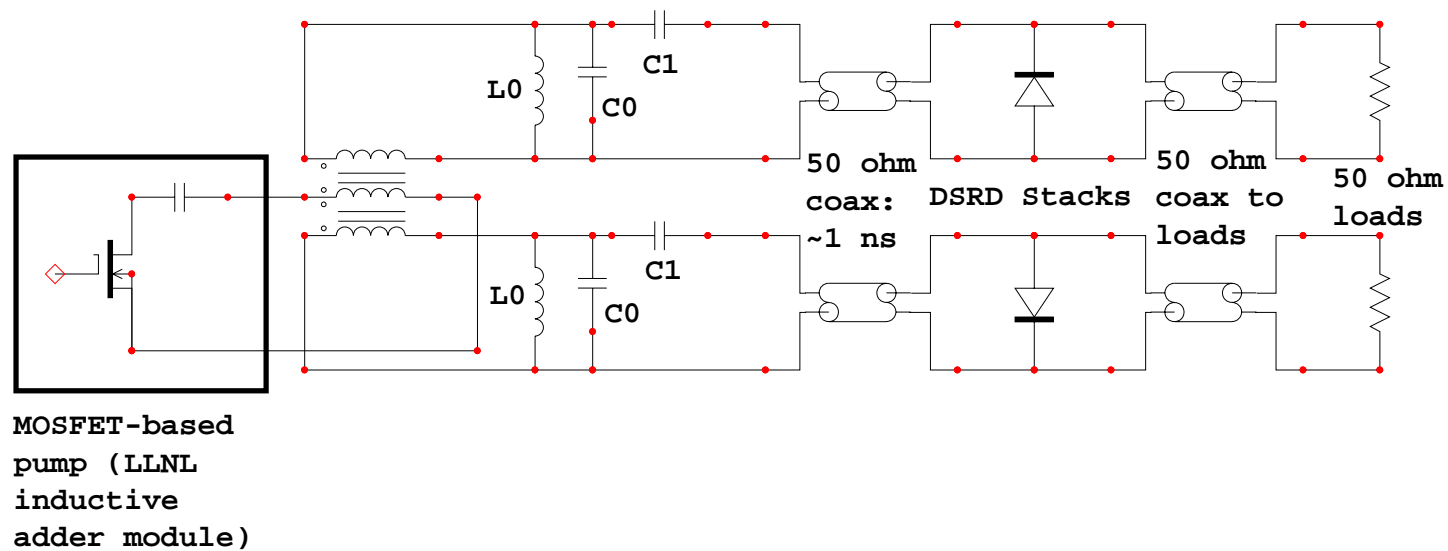 C1
L0
C0
50 ohm
coax:
~1 ns
DSRD Stacks
50 ohm
coax to
loads
50 ohm
loads
C1
L0
C0
MOSFET-based
pump (LLNL
inductive
adder module)